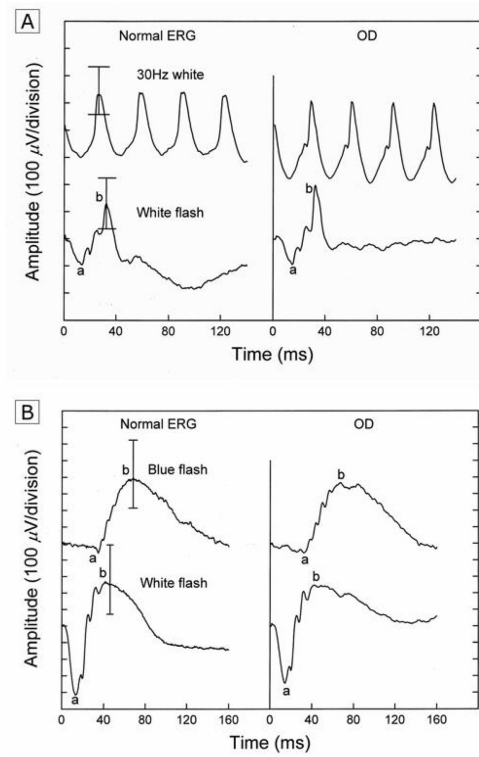 A
Normal ERG OD
30Hz white
b b
White flash
a a
Amplitude (100 µV/division)
0 40 80 120 0 40 80 120
Time (ms)
B
Normal ERG OD
b Blue flash b
a a
b White flash b
a a
Amplitude (100 µV/division)
0 40 80 120 160 0 40 80 120 160
Time (ms)